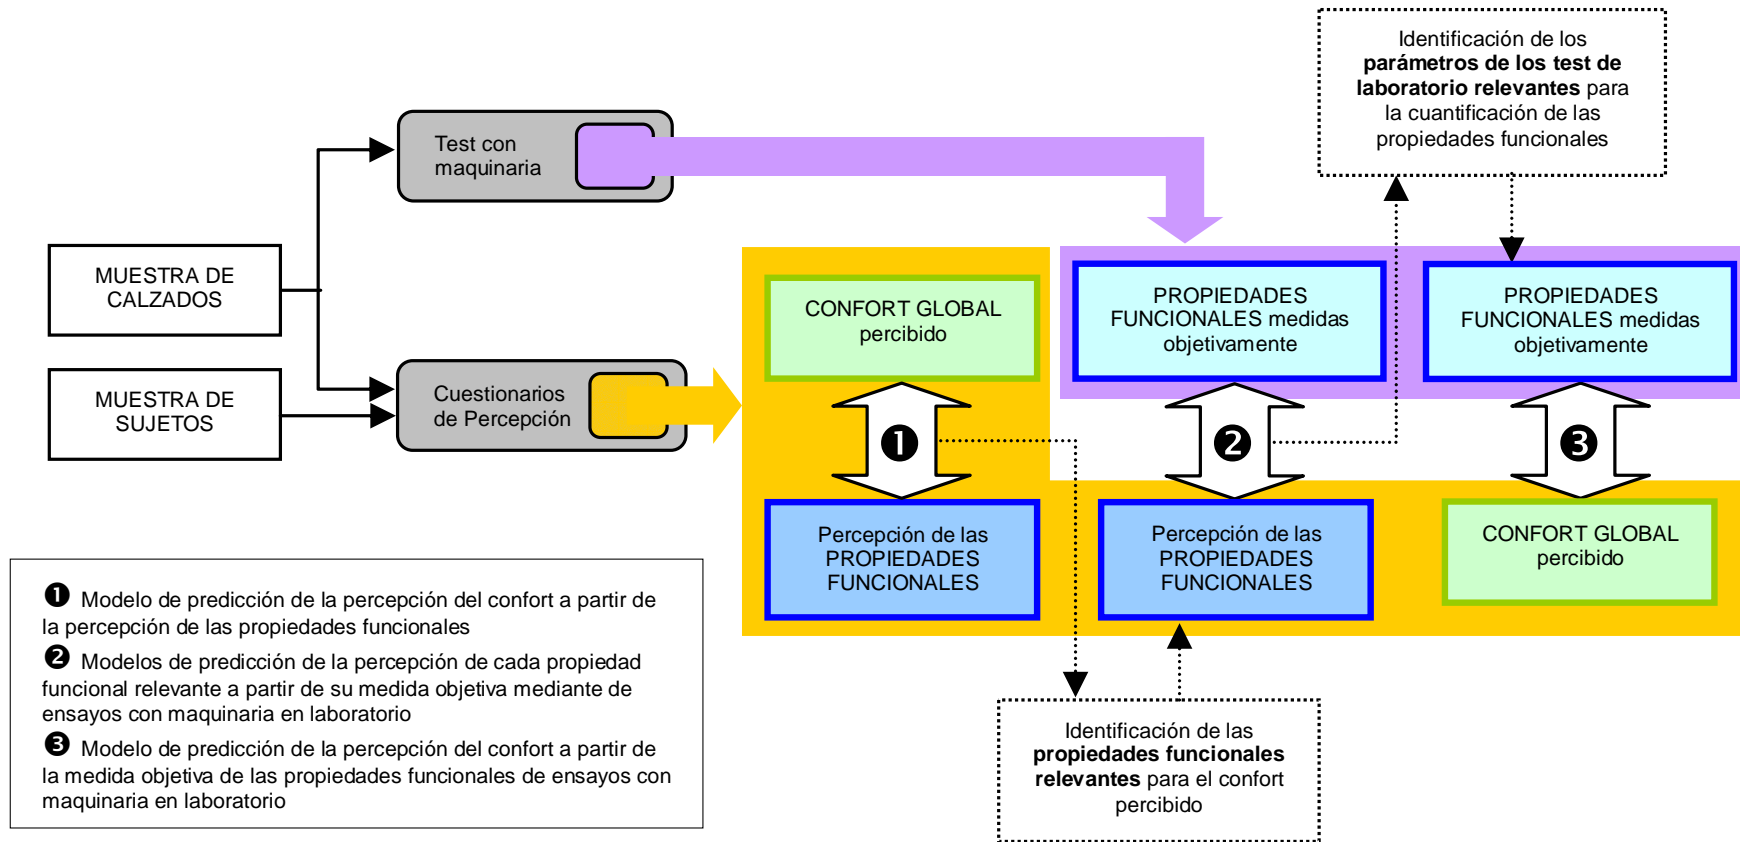 Identificación de los
parámetros de los test de
laboratorio relevantes para
la cuantificación de las
propiedades funcionales
Test con
maquinaria
MUESTRA DE
CALZADOS
MUESTRA DE
SUJETOS
Cuestionarios
de Percepción
CONFORT GLOBAL
percibido
PROPIEDADES
FUNCIONALES medidas
objetivamente
PROPIEDADES
FUNCIONALES medidas
objetivamente
1
2
3
Percepción de las
PROPIEDADES
FUNCIONALES
Percepción de las
PROPIEDADES
FUNCIONALES
CONFORT GLOBAL
percibido
1 Modelo de predicción de la percepción del confort a partir de
la percepción de las propiedades funcionales
2 Modelos de predicción de la percepción de cada propiedad
funcional relevante a partir de su medida objetiva mediante de
ensayos con maquinaria en laboratorio
3 Modelo de predicción de la percepción del confort a partir de
la medida objetiva de las propiedades funcionales de ensayos con
maquinaria en laboratorio
Identificación de las
propiedades funcionales
relevantes para el confort
percibido